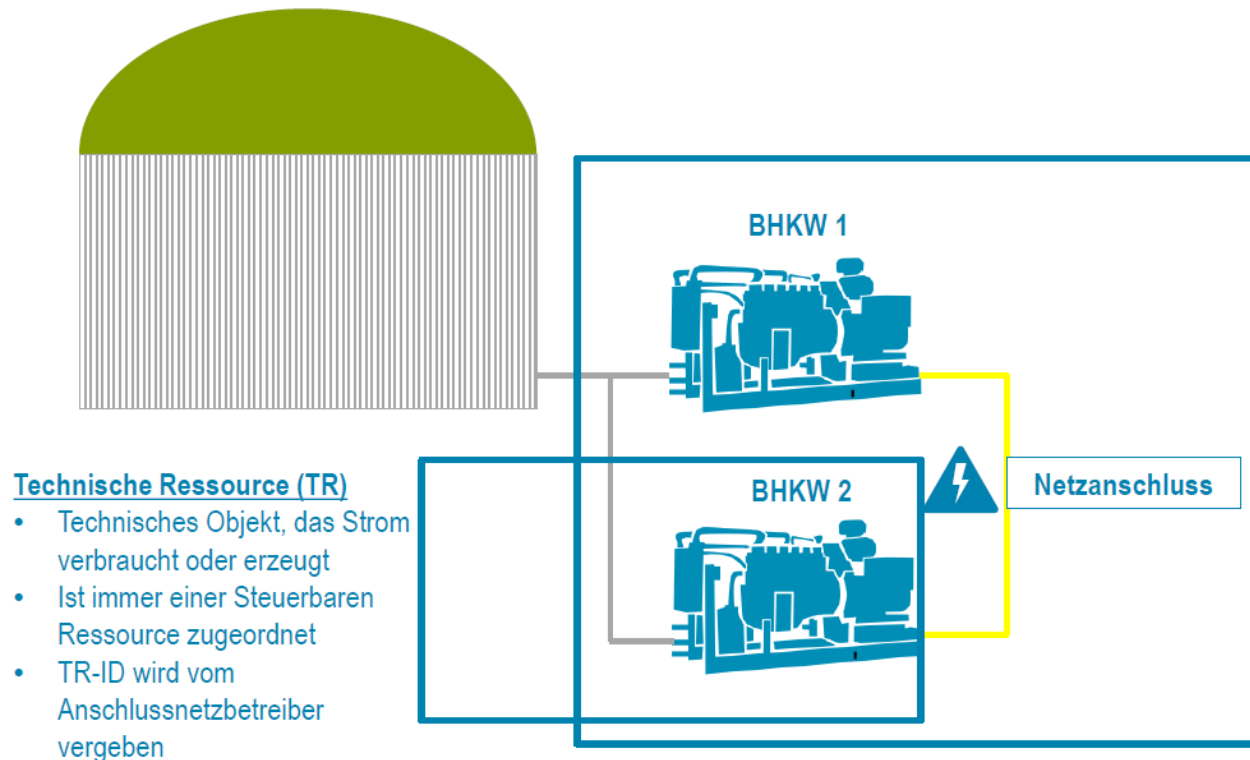 BHKW 1
Technische Ressource (TR)
• Technisches Objekt, das Strom
verbraucht oder erzeugt
• Ist immer einer Steuerbaren
Ressource zugeordnet
• TR-ID wird vom
Anschlussnetzbetreiber
vergeben
BHKW 2
Netzanschluss